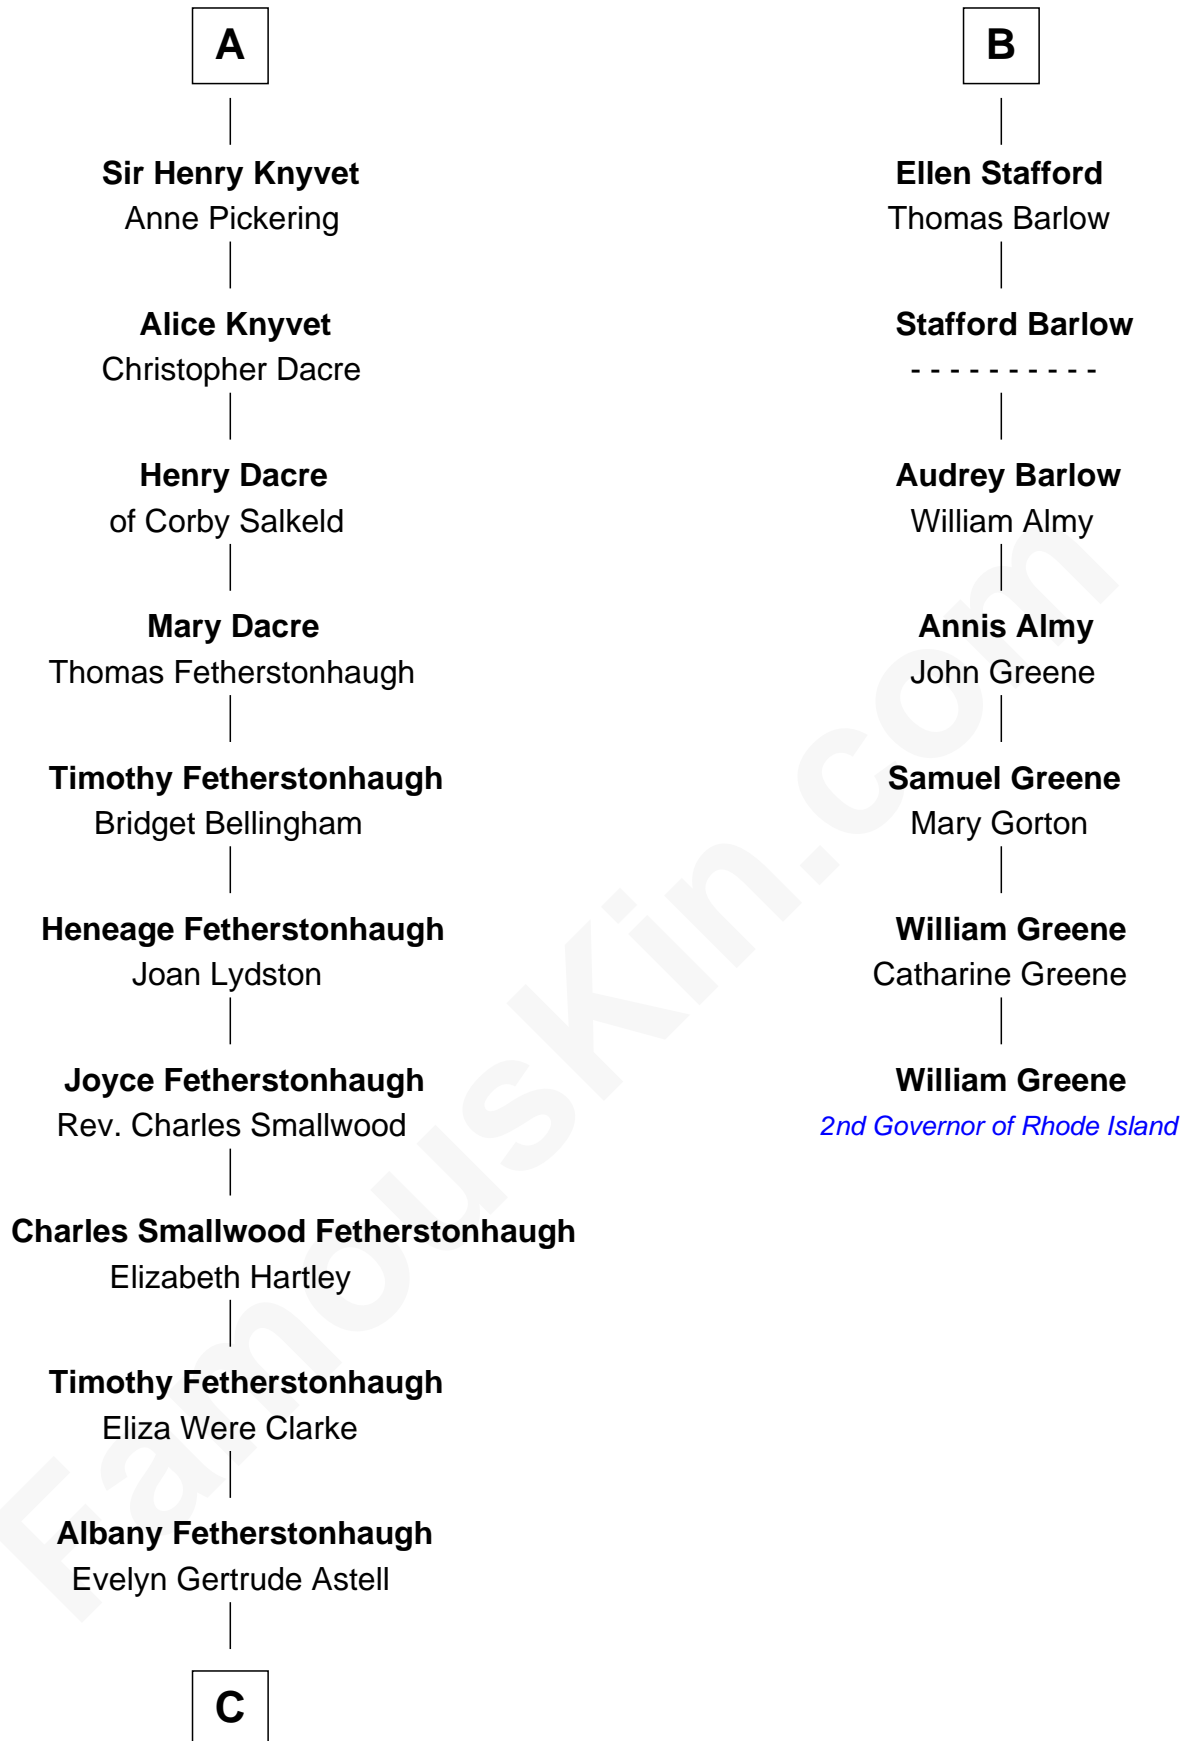 A
Sir Henry Knyvet
Anne Pickering
Alice Knyvet
Christopher Dacre
Henry Dacre
of Corby Salkeld
Mary Dacre
Thomas Fetherstonhaugh
Timothy Fetherstonhaugh
Bridget Bellingham
Heneage Fetherstonhaugh
Joan Lydston
Joyce Fetherstonhaugh
Rev. Charles Smallwood
Charles Smallwood Fetherstonhaugh
Elizabeth Hartley
Timothy Fetherstonhaugh
Eliza Were Clarke
Albany Fetherstonhaugh
Evelyn Gertrude Astell
C
B
Ellen Stafford
Thomas Barlow
Stafford Barlow
- - - - - - - - - -
Audrey Barlow
William Almy
Annis Almy
John Greene
Samuel Greene
Mary Gorton
William Greene
Catharine Greene
William Greene
2nd Governor of Rhode Island
FamousKin.com